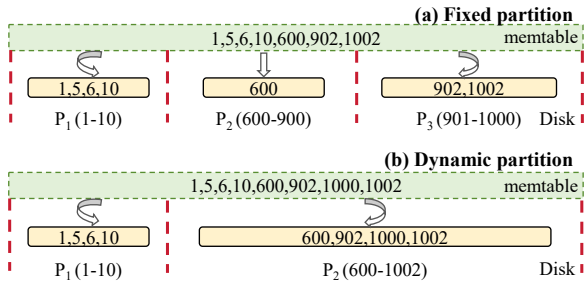 (a) Fixed partition
1,5,6,10,600,902,1002 memtable
1,5,6,10 600 902,1002
P1 (1-10) P2 (600-900) P3 (901-1000) Disk
(b) Dynamic partition
1,5,6,10,600,902,1000,1002 memtable
1,5,6,10 600,902,1000,1002
P1 (1-10) P2 (600-1002) Disk